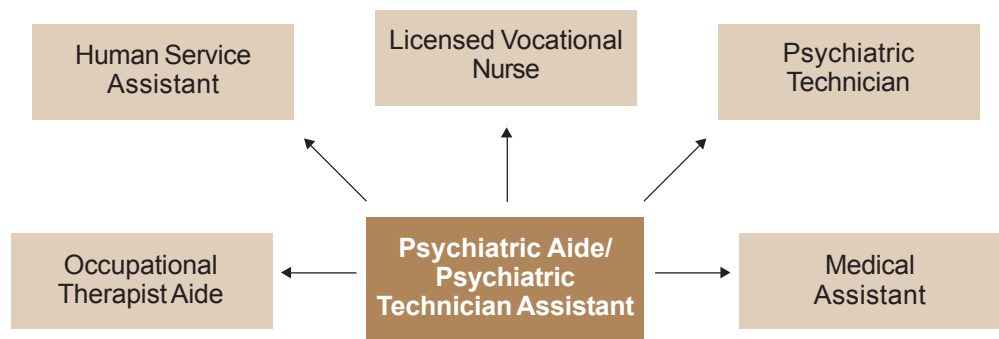 Human Service
Assistant
Licensed Vocational
Nurse
Psychiatric
Technician
Occupational
Therapist Aide
Psychiatric Aide/
Psychiatric
Technician Assistant
Medical
Assistant